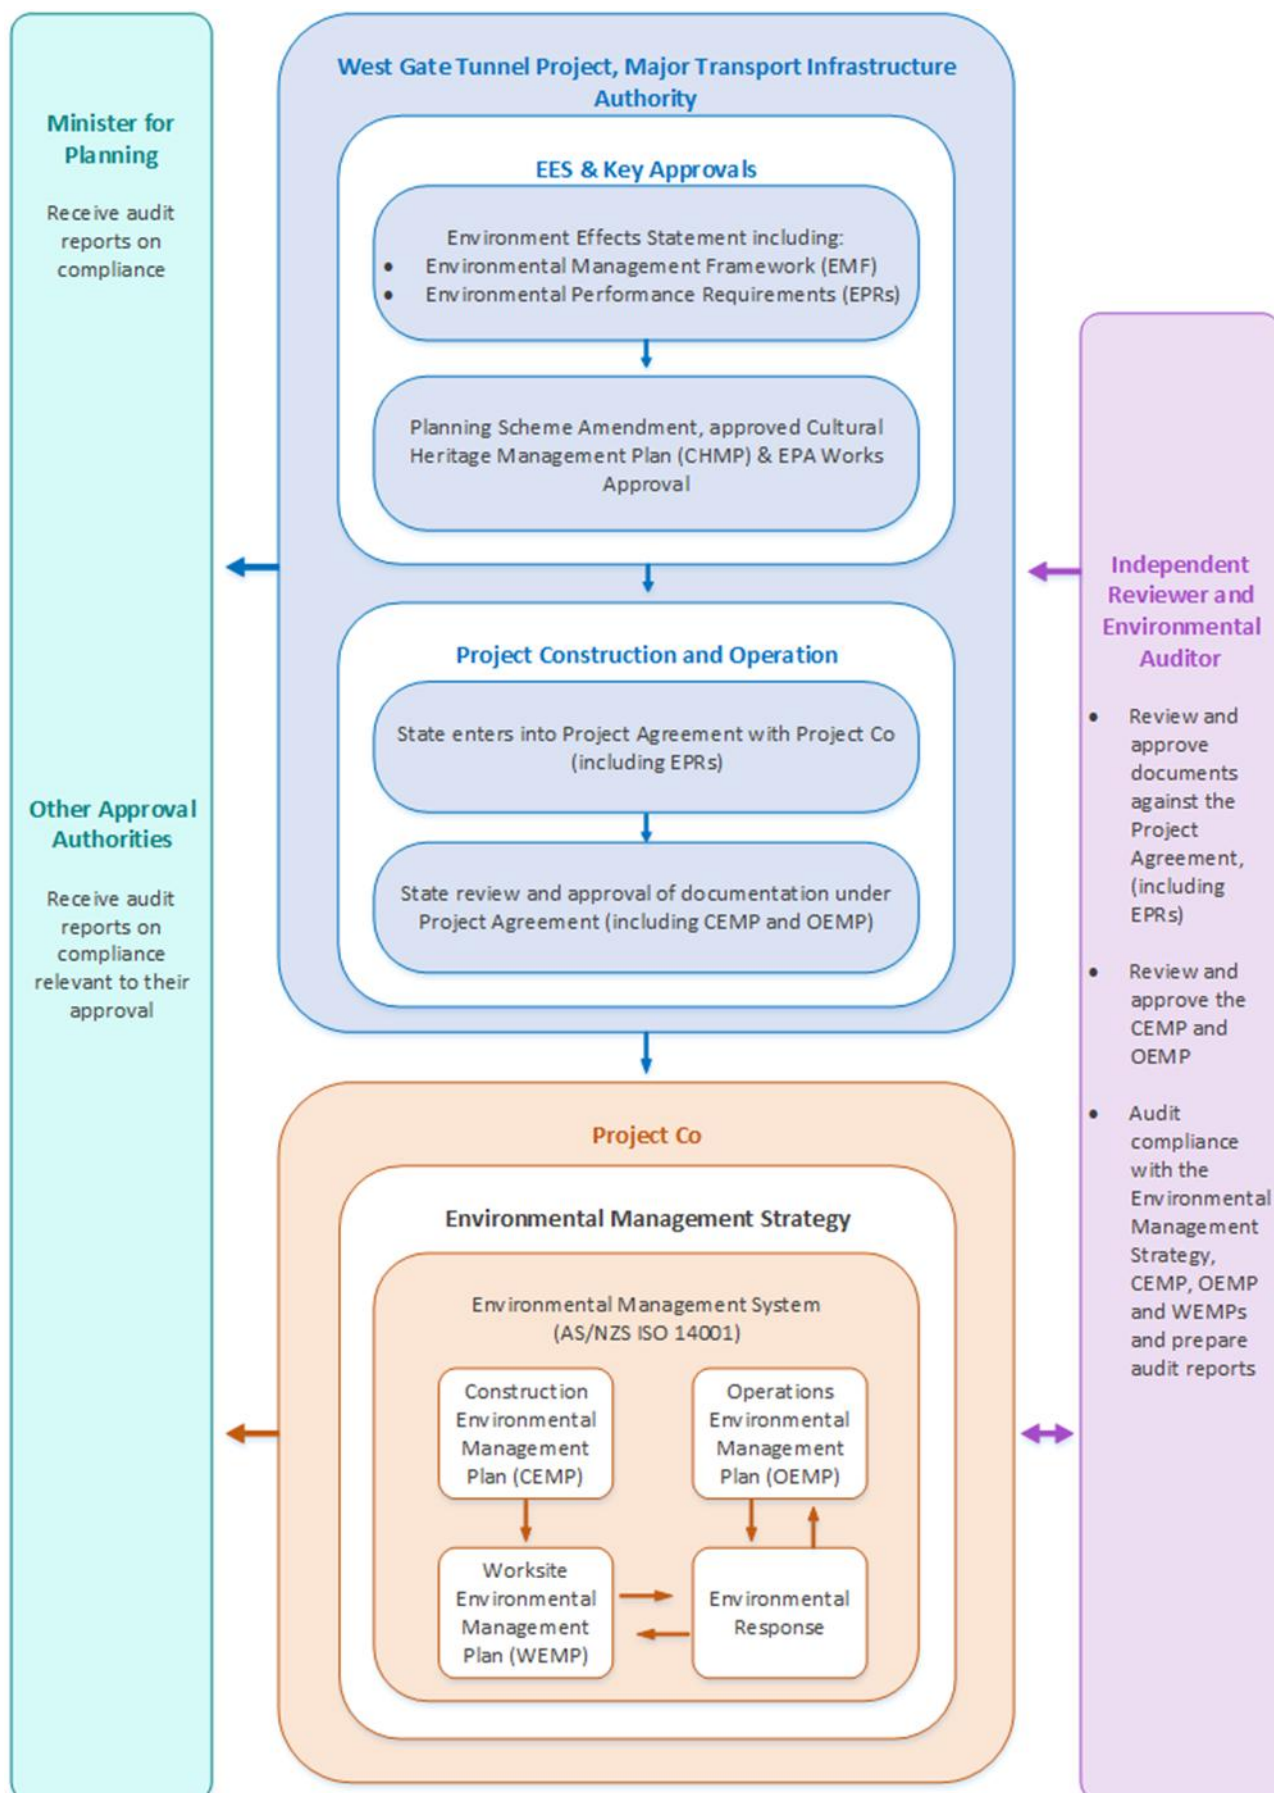 Minister for
Planning
Receive audit
reports on
compliance
Other Approval
Authorities
Receive audit
reports on
compliance
relevant to their
approval
West Gate Tunnel Project, Major Transport Infrastructure
Authority
EES & Key Approvals
Environment Effects Statement including:
• Environmental Management Framework (EMF)
• Environmental Performance Requirements (EPRs)
Planning Scheme Amendment, approved Cultural
Heritage Management Plan (CHMP) & EPA Works
Approval
Project Construction and Operation
State enters into Project Agreement with Project Co
(including EPRs)
State review and approval of documentation under
Project Agreement (including CEMP and OEMP)
Project Co
Environmental Management Strategy
Environmental Management System
(AS/NZS ISO 14001)
Construction
Environmental
Management
Plan (CEMP)
Operations
Environmental
Management
Plan (OEMP)
Worksite
Environmental
Management
Plan (WEMP)
Environmental
Response
Independent
Reviewer and
Environmental
Auditor
• Review and
approve
documents
against the
Project
Agreement,
(including
EPRs)
• Review and
approve the
CEMP and
OEMP
• Audit
compliance
with the
Environmental
Management
Strategy,
CEMP, OEMP
and WEMPs
and prepare
audit reports